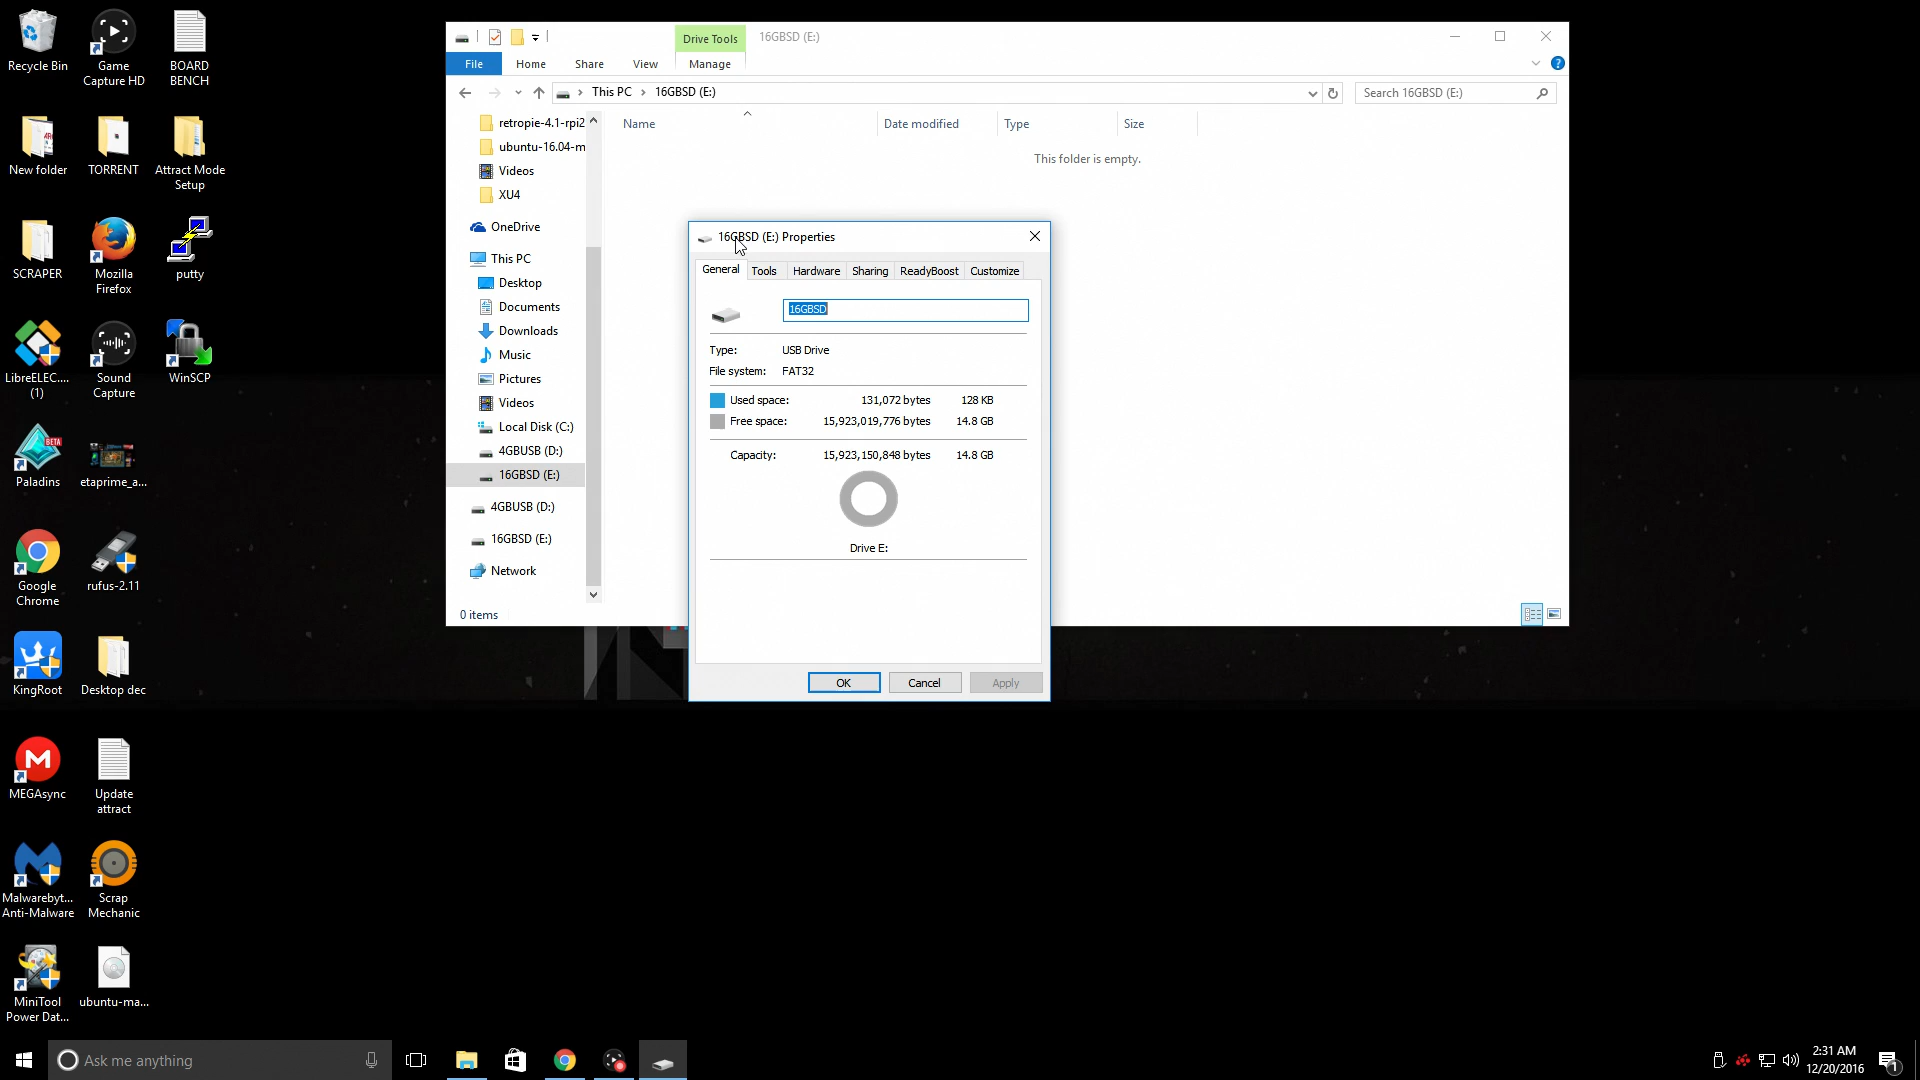 Recycle Bin
Game
Capture HD
BOARD
BENCH
New folder
TORRENT
Attract Mode
Setup
SCRAPER
Mozilla
Firefox
putty
LibreELEC....
(1)
Sound
Capture
WinSCP
BETA
Paladins
etaprime_a...
Google
Chrome
rufus-2.11
KingRoot
Desktop dec
MEGAsync
Update
attract
Malwarebyt...
Anti-Malware
Scrap
Mechanic
MiniTool
Power Dat...
ubuntu-ma...
Drive Tools
16GBSD (E:)
File
Home
Share
View
Manage
This PC
16GBSD (E:)
Search 16GBSD (E:)
retropie-4.1-rpi2
ubuntu-16.04-m
Videos
XU4
OneDrive
This PC
Desktop
Documents
Downloads
Music
Pictures
Videos
Local Disk (C:)
4GBUSB (D:)
16GBSD (E:)
4GBUSB (D:)
16GBSD (E:)
Network
0 items
Name
Date modified
Type
Size
This folder is empty.
16GBSD (E:) Properties
General
Tools
Hardware
Sharing
ReadyBoost
Customize
16GBSD
Type: USB Drive
File system: FAT32
Used space: 131,072 bytes 128 KB
Free space: 15,923,019,776 bytes 14.8 GB
Capacity: 15,923,150,848 bytes 14.8 GB
Drive E:
OK
Cancel
Apply
Ask me anything
2:31 AM
12/20/2016
1